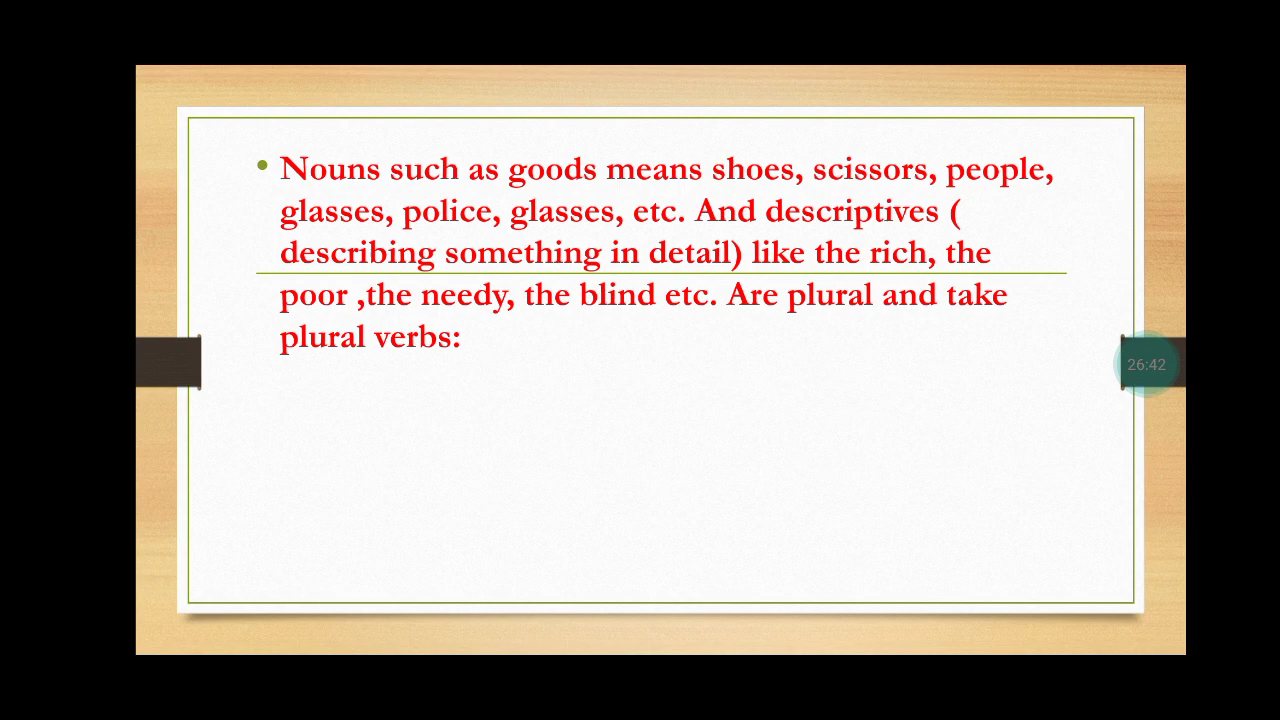 • Nouns such as goods means shoes, scissors, people,
glasses, police, glasses, etc. And descriptives (
describing something in detail) like the rich, the
poor ,the needy, the blind etc. Are plural and take
plural verbs:
26:42